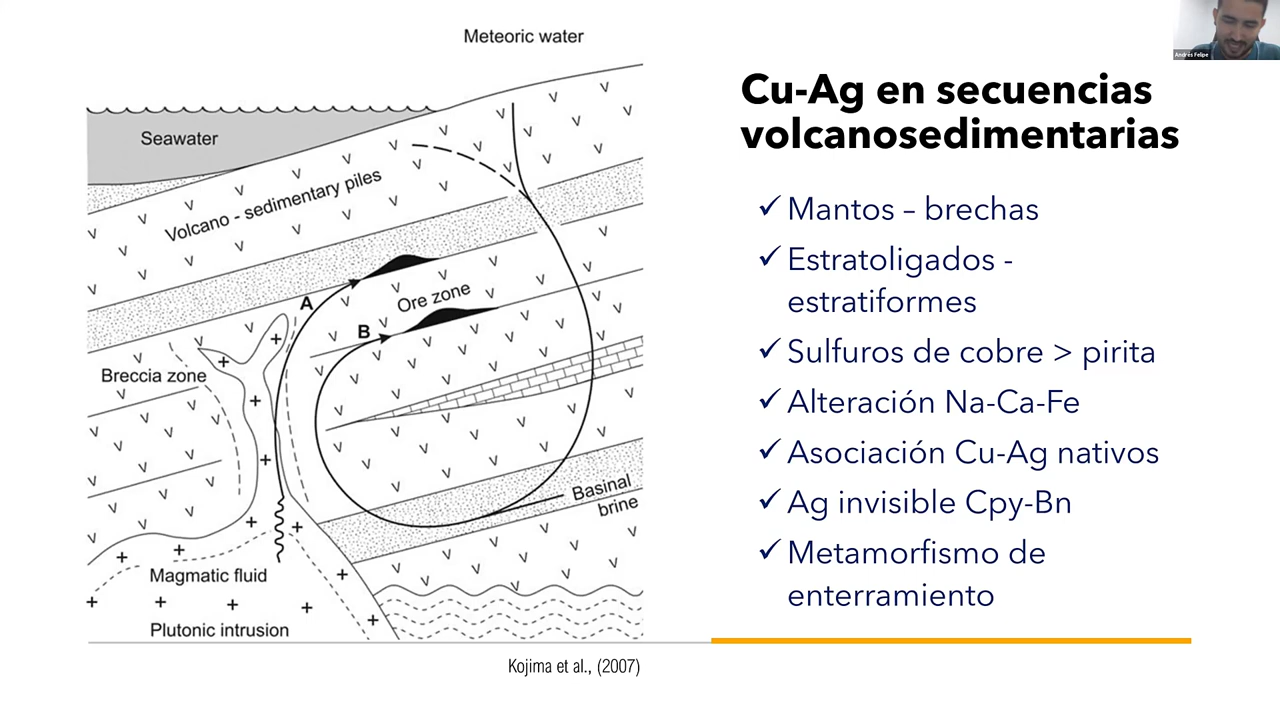 Meteoric water
Seawater
Volcano - sedimentary piles
A
Ore zone
B
Breccia zone
Basinal
brine
Magmatic fluid
Plutonic intrusion
Kojima et al., (2007)
Cu-Ag en secuencias
volcanosedimentarias
✓ Mantos – brechas
✓ Estratoligados -
estratiformes
✓ Sulfuros de cobre > pirita
✓ Alteración Na-Ca-Fe
✓ Asociación Cu-Ag nativos
✓ Ag invisible Cpy-Bn
✓ Metamorfismo de
enterramiento
Andrés Felipe